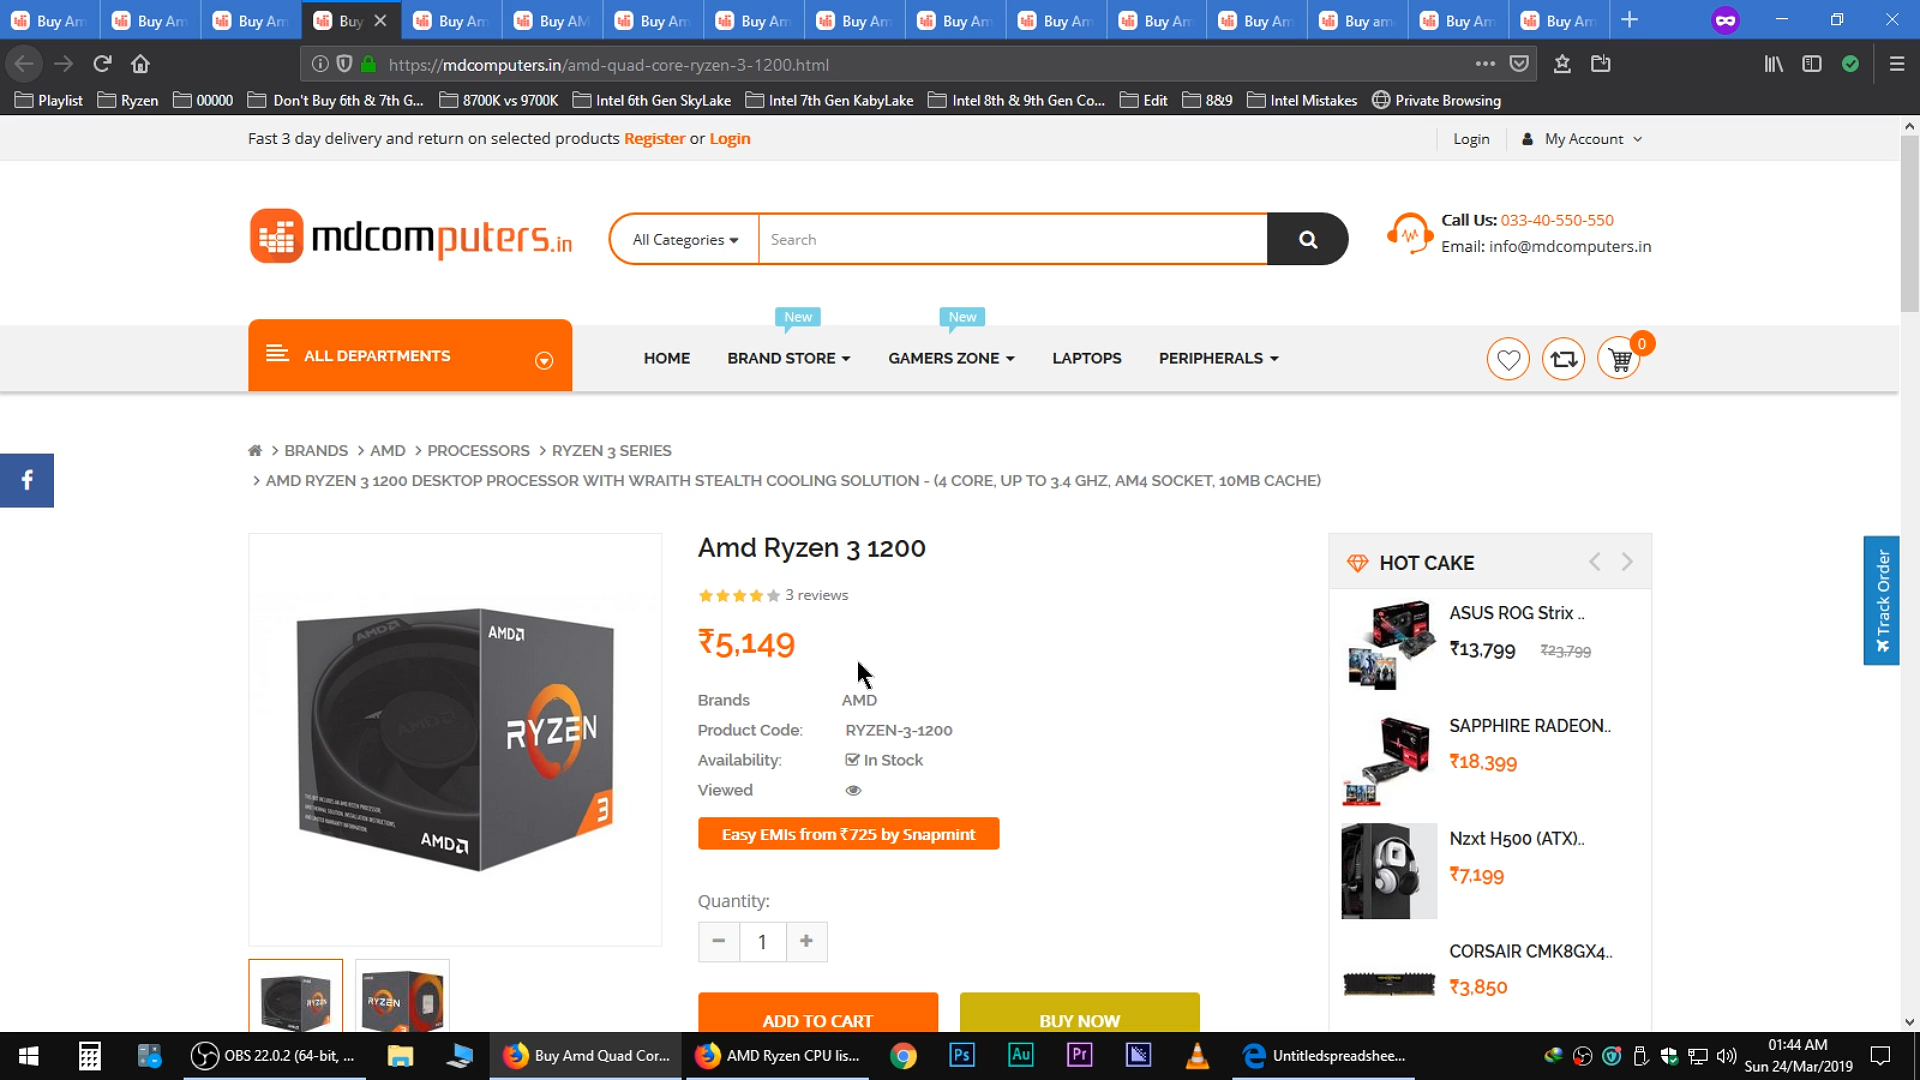 Buy Am
Buy Am
Buy Am
Buy
Buy Am
Buy AM
Buy Am
Buy Am
Buy Am
Buy Am
Buy Am
Buy Am
Buy Am
Buy am
Buy Am
Buy Am
https://mdcomputers.in/amd-quad-core-ryzen-3-1200.html
Playlist
Ryzen
00000
Don't Buy 6th & 7th G...
8700K vs 9700K
Intel 6th Gen SkyLake
Intel 7th Gen KabyLake
Intel 8th & 9th Gen Co...
Edit
8&9
Intel Mistakes
Private Browsing
Fast 3 day delivery and return on selected products Register or Login
Login
My Account
mdcomputers.in
All Categories
Search
Call Us: 033-40-550-550
Email: info@mdcomputers.in
New
New
ALL DEPARTMENTS
HOME
BRAND STORE
GAMERS ZONE
LAPTOPS
PERIPHERALS
0
> BRANDS > AMD > PROCESSORS > RYZEN 3 SERIES
> AMD RYZEN 3 1200 DESKTOP PROCESSOR WITH WRAITH STEALTH COOLING SOLUTION - (4 CORE, UP TO 3.4 GHZ, AM4 SOCKET, 10MB CACHE)
f
Amd Ryzen 3 1200
3 reviews
₹5,149
Brands AMD
Product Code: RYZEN-3-1200
Availability: In Stock
Viewed
Easy EMIs from ₹725 by Snapmint
Quantity:
1
ADD TO CART
BUY NOW
AMD
AMD
RYZEN
3
AMD
RYZEN
RYZEN
HOT CAKE
ASUS ROG Strix ..
₹13,799 ₹23,799
SAPPHIRE RADEON..
₹18,399
Nzxt H500 (ATX)..
₹7,199
CORSAIR CMK8GX4..
₹3,850
Track Order
OBS 22.0.2 (64-bit, ...
Buy Amd Quad Cor...
AMD Ryzen CPU lis...
Ps
Au
Pr
Untitledspreadshee...
01:44 AM
Sun 24/Mar/2019